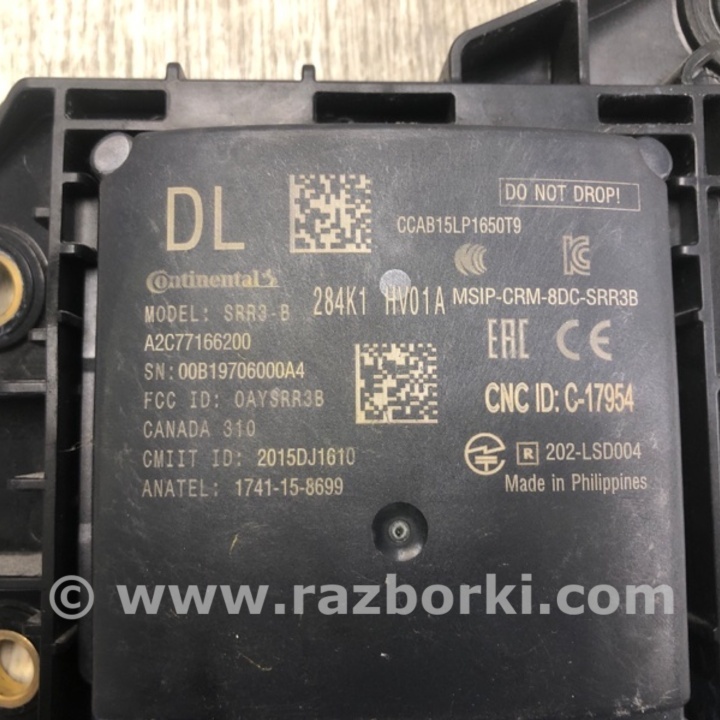 DL
DO NOT DROP!
CCAB15LP1650T9
Continental
MODEL: SRR3-B
284K1 HV01A
MSIP-CRM-8DC-SRR3B
A2C77166200
EAC CE
SN: 00B19706000A4
CNC ID: C-17954
FCC ID: OAYSRR3B
CANADA 310
R 202-LSD004
GMIIT ID: 2015DJ1610
Made in Philippines
ANATEL: 1741-15-8699
© www.razborki.com